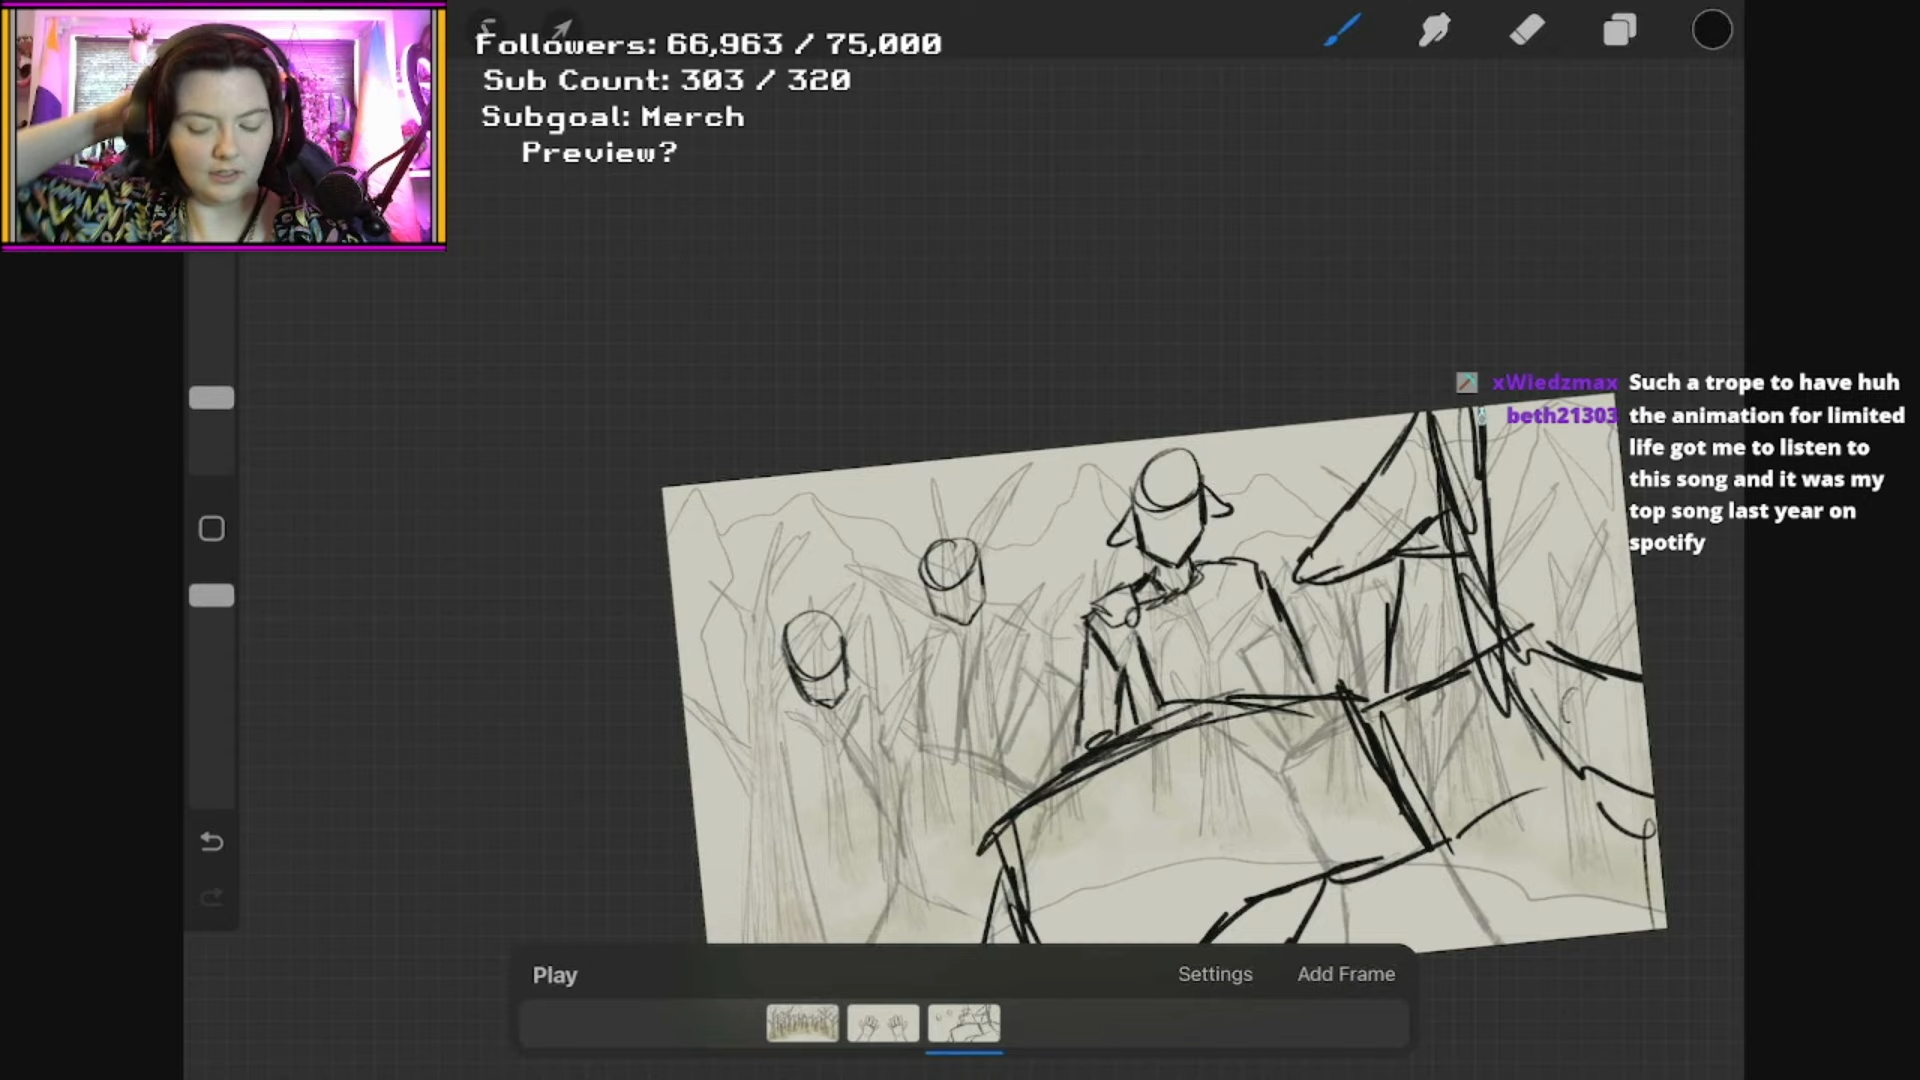 Followers: 66,963 / 75,000
Sub Count: 303 / 320
Subgoal: Merch
Preview?
xWiedzmax Such a trope to have huh
beth21303 the animation for limited
life got me to listen to
this song and it was my
top song last year on
spotify
Play
Settings
Add Frame